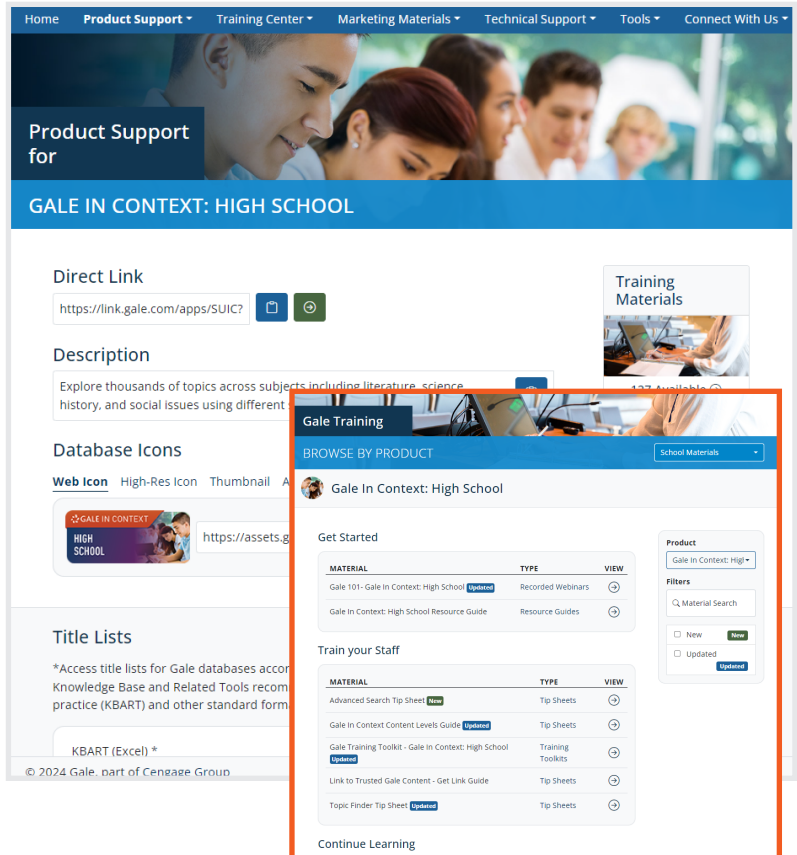 Home Product Support Training Center Marketing Materials Technical Support Tools Connect With Us
Product Support
for
GALE IN CONTEXT: HIGH SCHOOL
Direct Link
https://link.gale.com/apps/SUIC?
Description
Explore thousands of topics across subjects including literature, science,
history, and social issues using different
Database Icons
Web Icon High-Res Icon Thumbnail A
GALE IN CONTEXT
HIGH
SCHOOL
https://assets.g
Title Lists
*Access title lists for Gale databases accor
Knowledge Base and Related Tools recom
practice (KBART) and other standard form
KBART (Excel) *
© 2024 Gale, part of Cengage Group
Training
Materials
127 Available
Gale Training
BROWSE BY PRODUCT
School Materials
Gale In Context: High School
Get Started
MATERIAL TYPE VIEW
Gale 101- Gale In Context: High School Updated Recorded Webinars
Gale In Context: High School Resource Guide Resource Guides
Train your Staff
MATERIAL TYPE VIEW
Advanced Search Tip Sheet New Tip Sheets
Gale In Context Content Levels Guide Updated Tip Sheets
Gale Training Toolkit - Gale In Context: High School Training
Updated Toolkits
Link to Trusted Gale Content - Get Link Guide Tip Sheets
Topic Finder Tip Sheet Updated Tip Sheets
Continue Learning
Product
Gale In Context: Higl
Filters
Material Search
New New
Updated
Updated